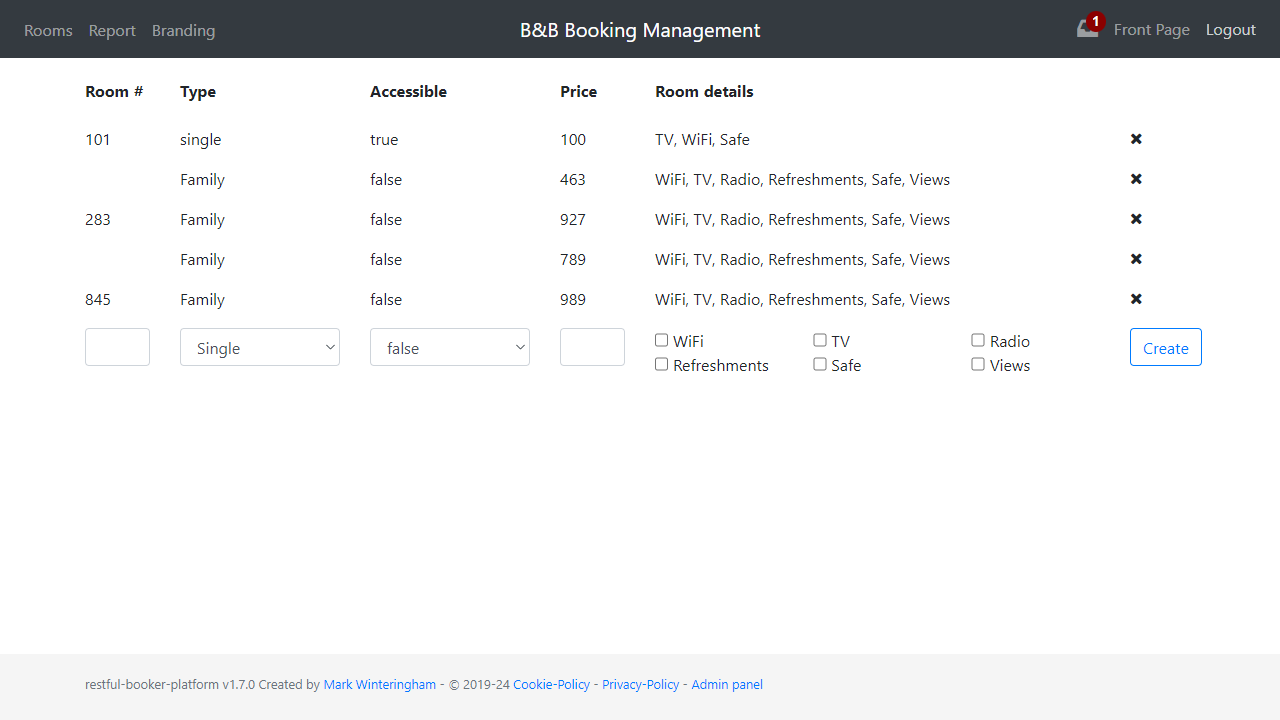 Rooms Report Branding B&B Booking Management 1 Front Page Logout
Room # Type Accessible Price Room details
101 single true 100 TV, WiFi, Safe
Family false 463 WiFi, TV, Radio, Refreshments, Safe, Views
283 Family false 927 WiFi, TV, Radio, Refreshments, Safe, Views
Family false 789 WiFi, TV, Radio, Refreshments, Safe, Views
845 Family false 989 WiFi, TV, Radio, Refreshments, Safe, Views
Single false WiFi TV Radio Create
Refreshments Safe Views
restful-booker-platform v1.7.0 Created by Mark Winteringham - © 2019-24 Cookie-Policy - Privacy-Policy - Admin panel